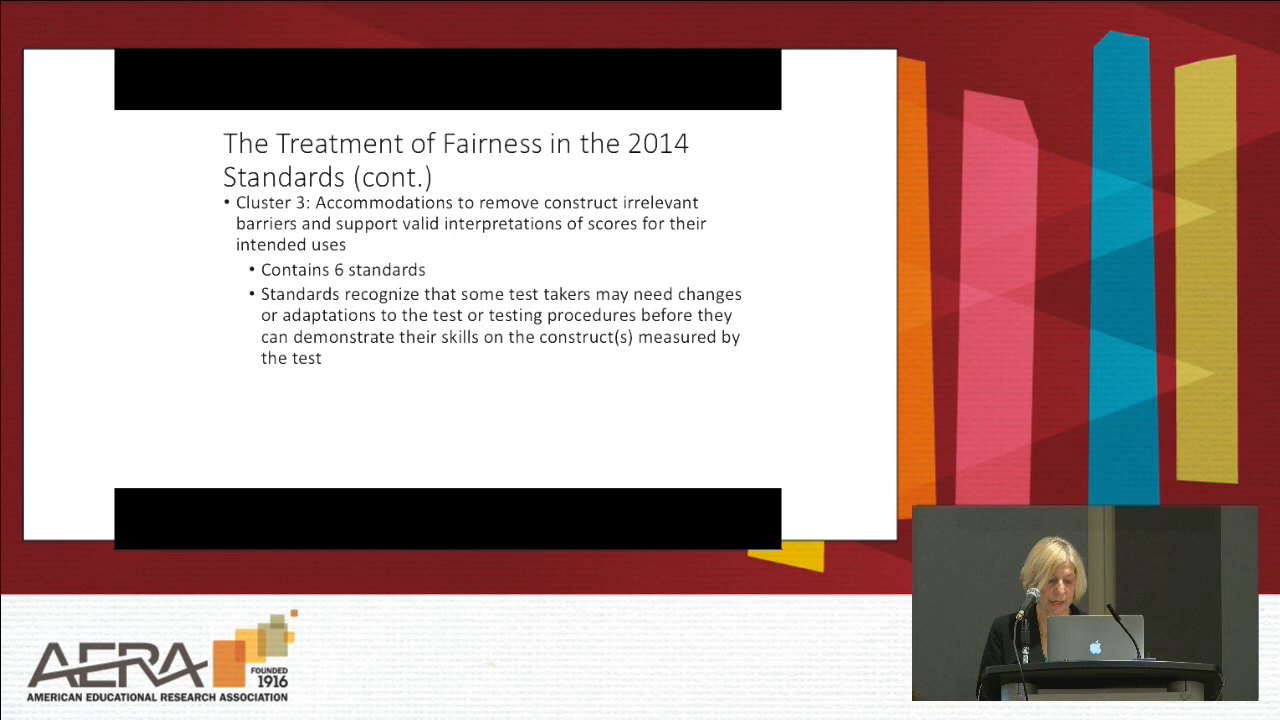 The Treatment of Fairness in the 2014
Standards (cont.)
• Cluster 3: Accommodations to remove construct irrelevant
barriers and support valid interpretations of scores for their
intended uses
• Contains 6 standards
• Standards recognize that some test takers may need changes
or adaptations to the test or testing procedures before they
can demonstrate their skills on the construct(s) measured by
the test
AERA
FOUNDED
1916
AMERICAN EDUCATIONAL RESEARCH ASSOCIATION